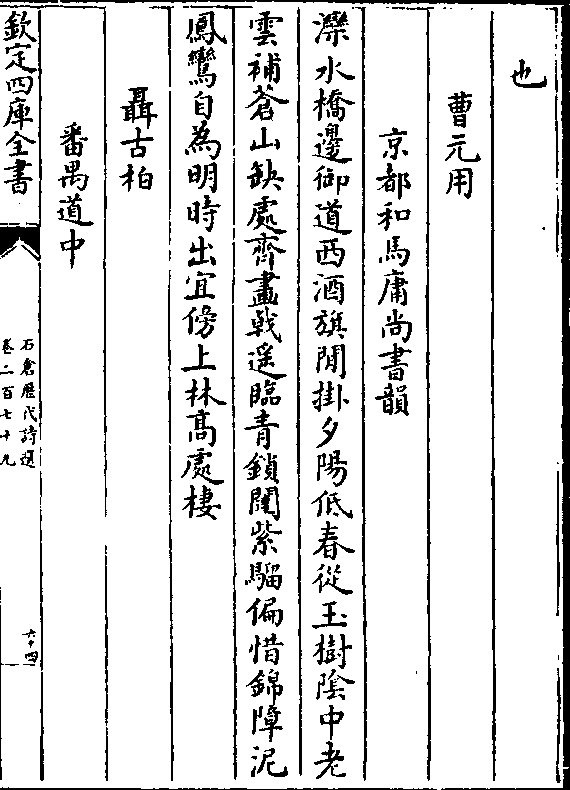 也
曹元用
京都和馬庸尚書韻
灤水橋邊御道西酒旗閒掛夕陽低春從玉樹陰中老
雲補蒼山缺處齊畫戟遥臨青鎖闥紫騮偏惜錦障泥
鳳鸞自為明時出宜傍上林髙處棲
聶古柏
番禺道中
欽定四庫全書
石倉歴代詩選
卷二百七十九
六十四